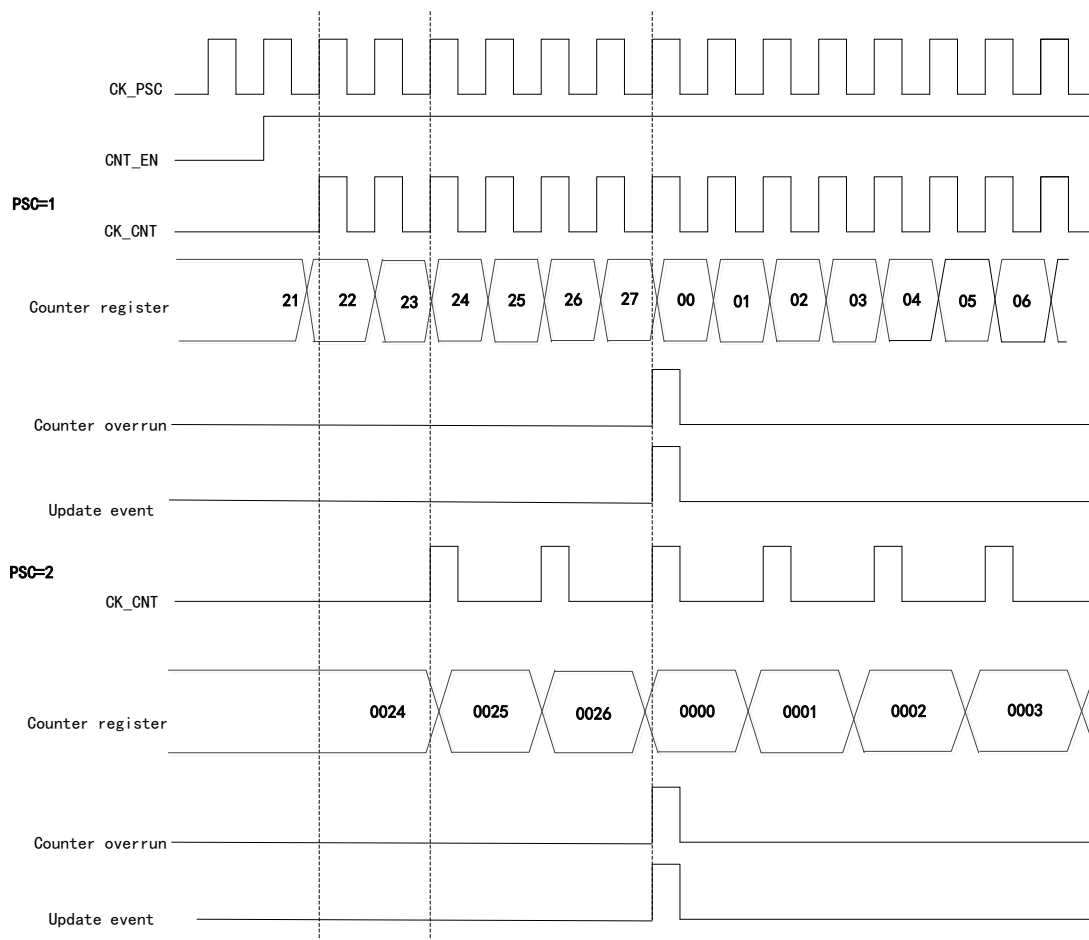 CK_PSC
CNT_EN
PSC=1
CK_CNT
Counter register 21 22 23 24 25 26 27 00 01 02 03 04 05 06
Counter overrun
Update event
PSC=2
CK_CNT
Counter register 0024 0025 0026 0000 0001 0002 0003
Counter overrun
Update event